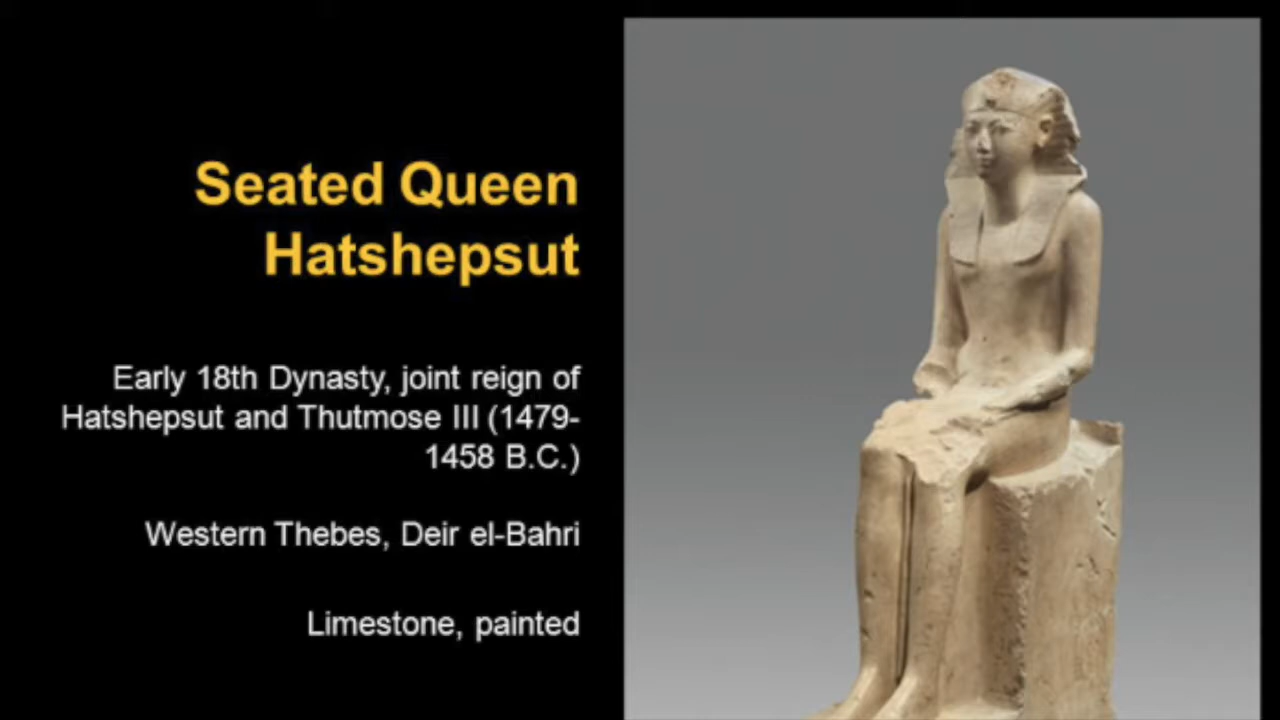 Seated Queen
Hatshepsut
Early 18th Dynasty, joint reign of
Hatshepsut and Thutmose III (1479-
1458 B.C.)
Western Thebes, Deir el-Bahri
Limestone, painted